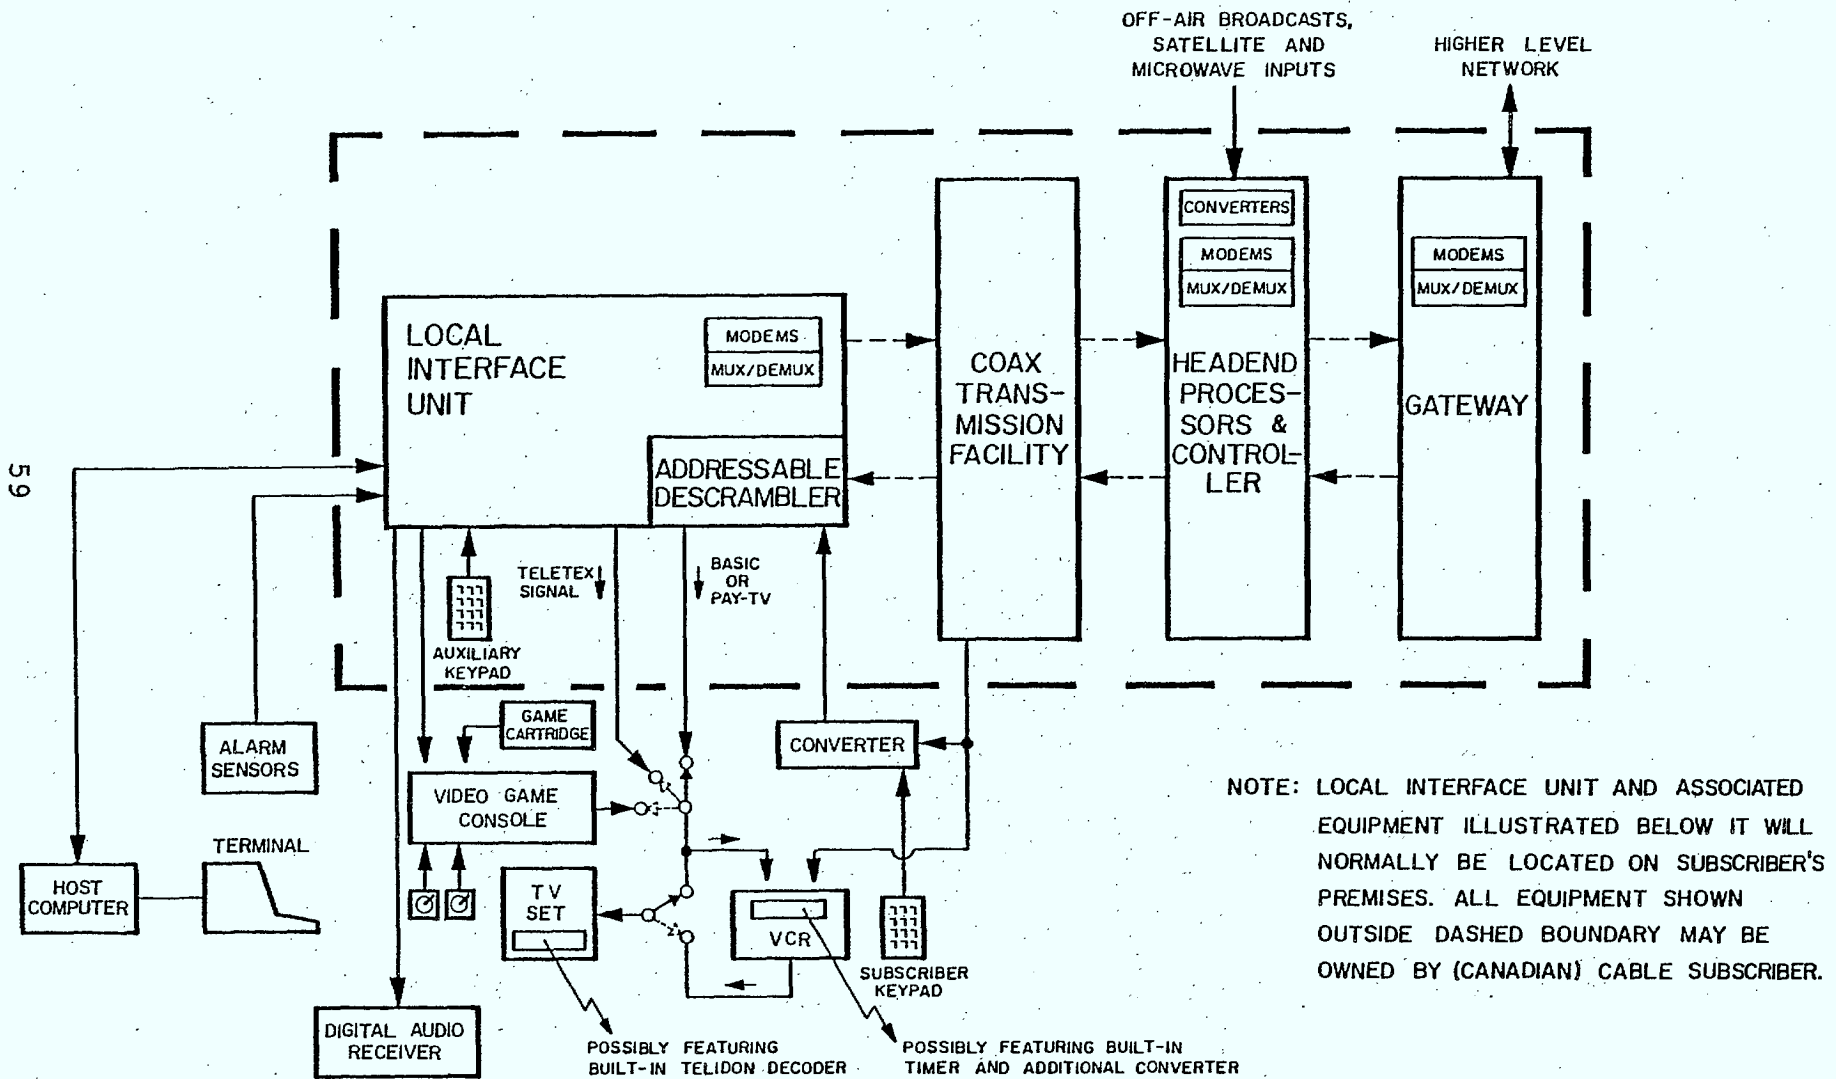 OFF-AIR BROADCASTS,
SATELLITE AND
MICROWAVE INPUTS
HIGHER LEVEL
NETWORK
CONVERTERS
MODEMS
MUX/DEMUX
MODEMS
MUX/DEMUX
LOCAL
INTERFACE
UNIT
MODEMS
MUX/DEMUX
COAX
TRANS-
MISSION
FACILITY
HEADEND
PROCES-
SORS &
CONTROL-
LER
GATEWAY
ADDRESSABLE
DESCRAMBLER
59
TELETEX
SIGNAL
BASIC
OR
PAY-TV
AUXILIARY
KEYPAD
GAME
CARTRIDGE
ALARM
SENSORS
CONVERTER
VIDEO GAME
CONSOLE
TERMINAL
HOST
COMPUTER
TV
SET
VCR
SUBSCRIBER
KEYPAD
DIGITAL AUDIO
RECEIVER
POSSIBLY FEATURING
BUILT-IN TELIDON DECODER
POSSIBLY FEATURING BUILT-IN
TIMER AND ADDITIONAL CONVERTER
NOTE: LOCAL INTERFACE UNIT AND ASSOCIATED
EQUIPMENT ILLUSTRATED BELOW IT WILL
NORMALLY BE LOCATED ON SUBSCRIBER'S
PREMISES. ALL EQUIPMENT SHOWN
OUTSIDE DASHED BOUNDARY MAY BE
OWNED BY (CANADIAN) CABLE SUBSCRIBER.